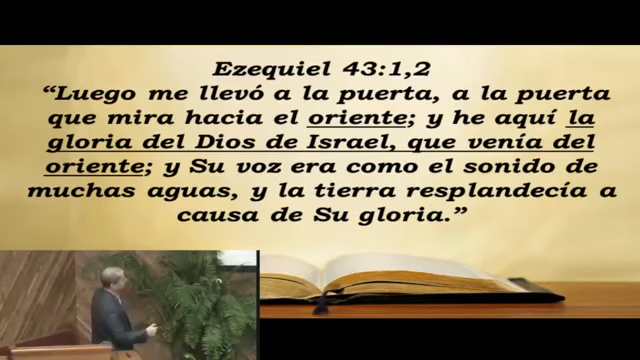 Ezequiel 43:1,2
“Luego me llevó a la puerta, a la puerta
que mira hacia el oriente; y he aquí la
gloria del Dios de Israel, que venía del
oriente; y Su voz era como el sonido de
muchas aguas, y la tierra resplandecía a
causa de Su gloria.”